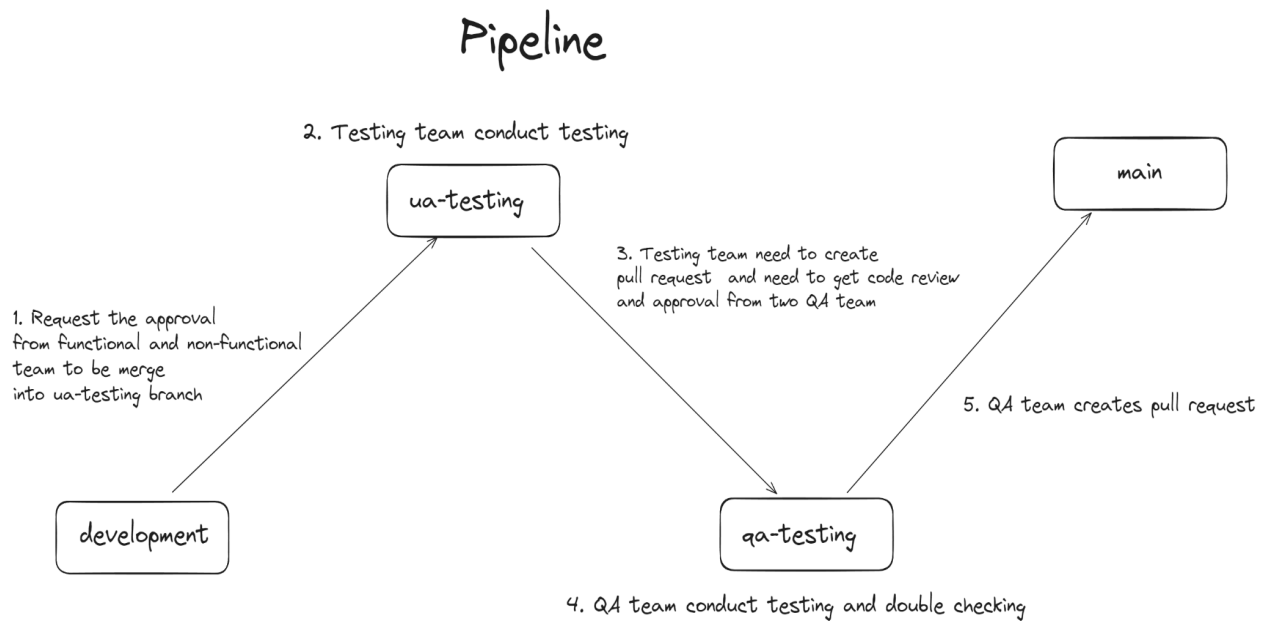 Pipeline
2. Testing team conduct testing
ua-testing
main
3. Testing team need to create
pull request and need to get code review
and approval from two QA team
1. Request the approval
from functional and non-functional
team to be merge
into ua-testing branch
5. QA team creates pull request
development
qa-testing
4. QA team conduct testing and double checking